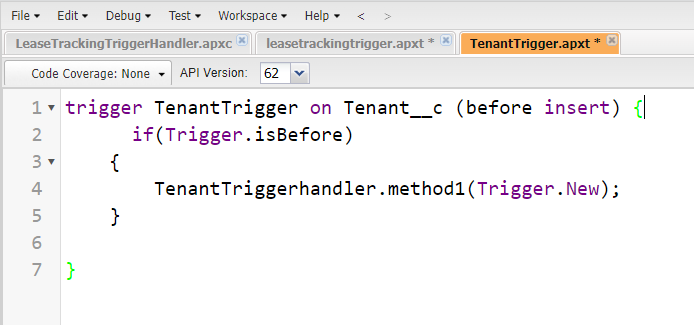 File Edit Debug Test Workspace Help < >
LeaseTrackingTriggerHandler.apxc leasetrackingtrigger.apxt * TenantTrigger.apxt *
Code Coverage: None API Version: 62
1 trigger TenantTrigger on Tenant__c (before insert) {
2 if(Trigger.isBefore)
3 {
4 TenantTriggerhandler.method1(Trigger.New);
5 }
6
7 }